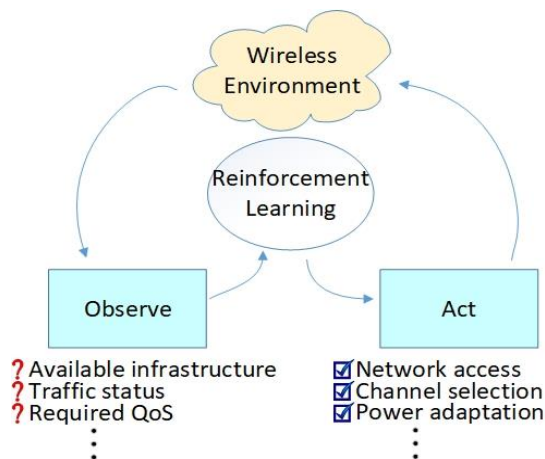 Wireless
Environment
Reinforcement
Learning
Observe
Act
? Available infrastructure
? Traffic status
? Required QoS
☑ Network access
☑ Channel selection
☑ Power adaptation